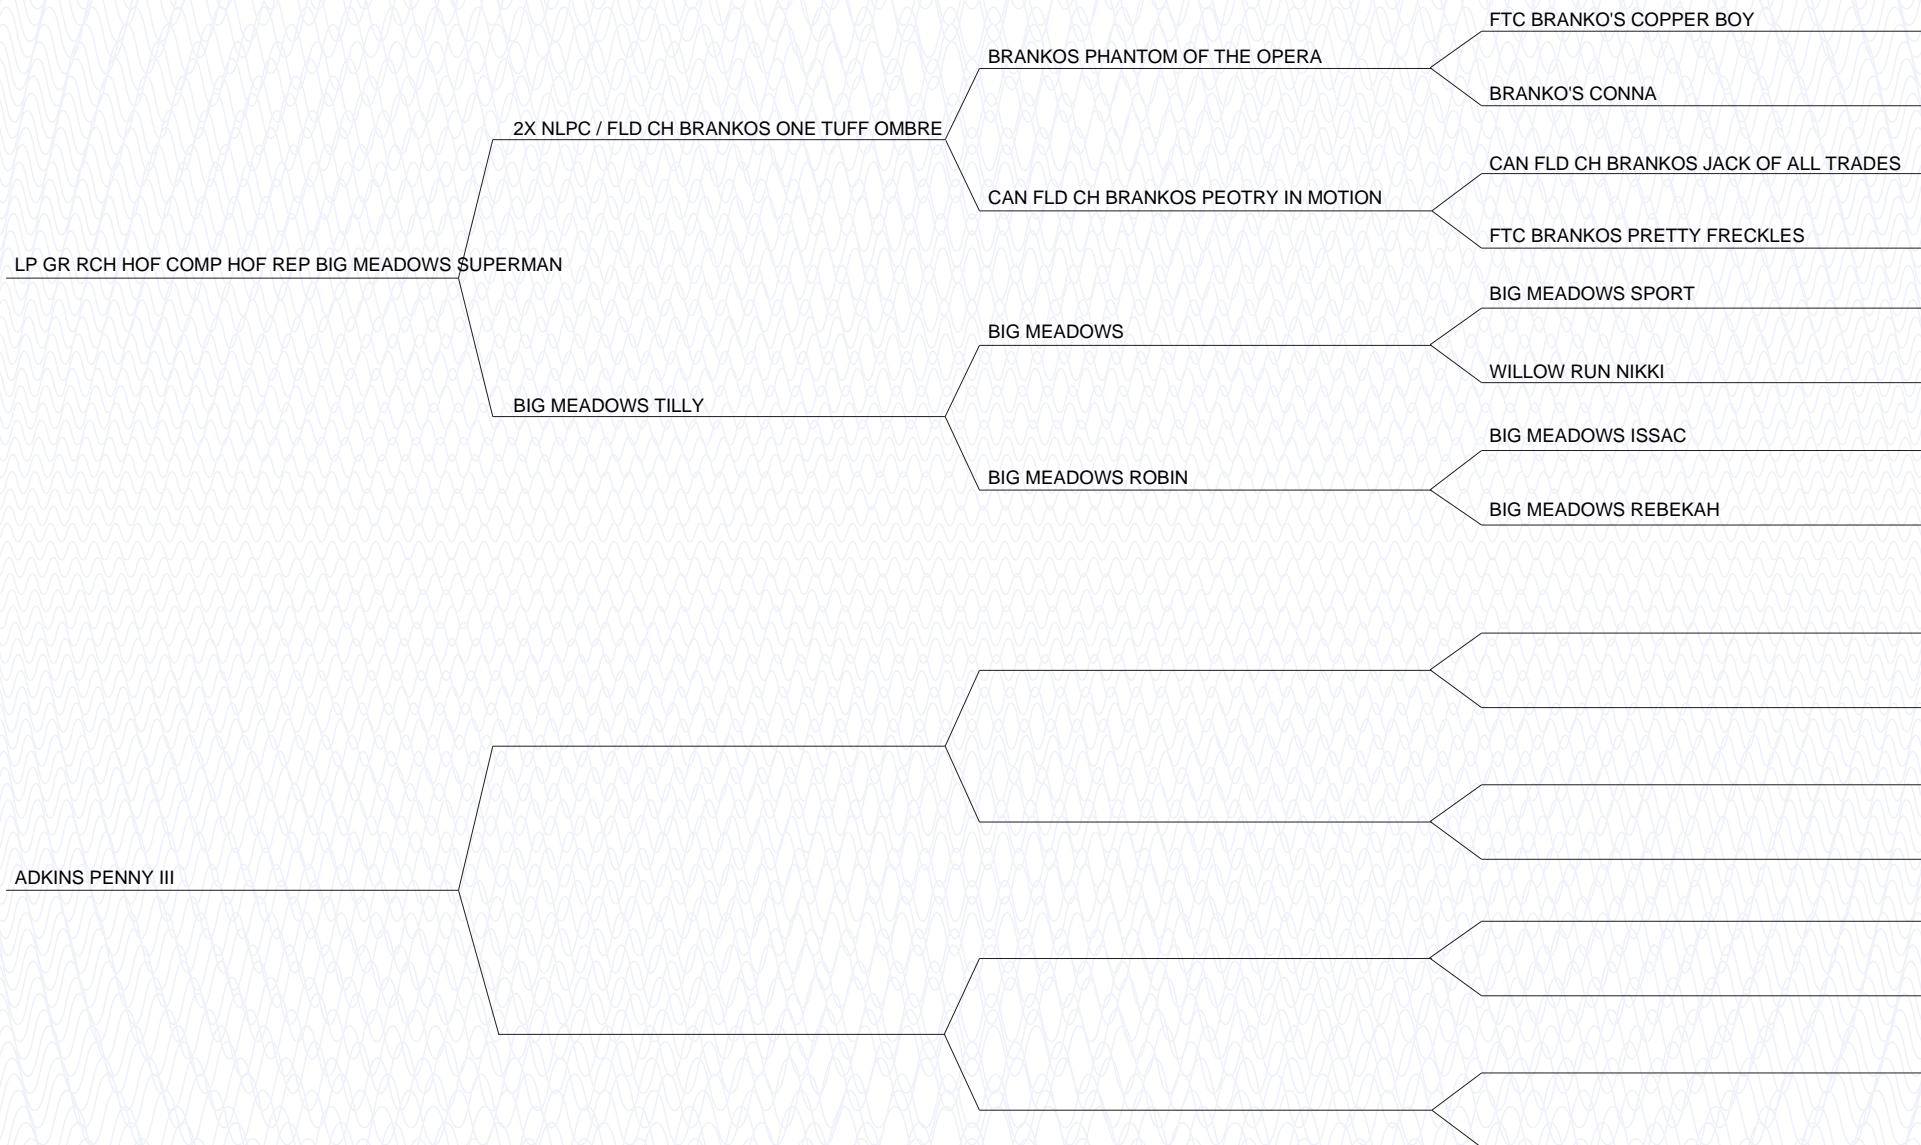 FTC BRANKO'S COPPER BOY
BRANKOS PHANTOM OF THE OPERA
BRANKO'S CONNA
2X NLPC / FLD CH BRANKOS ONE TUFF OMBRE
CAN FLD CH BRANKOS JACK OF ALL TRADES
CAN FLD CH BRANKOS PEOTRY IN MOTION
FTC BRANKOS PRETTY FRECKLES
LP GR RCH HOF COMP HOF REP BIG MEADOWS SUPERMAN
BIG MEADOWS SPORT
BIG MEADOWS
WILLOW RUN NIKKI
BIG MEADOWS TILLY
BIG MEADOWS ISSAC
BIG MEADOWS ROBIN
BIG MEADOWS REBEKAH
ADKINS PENNY III